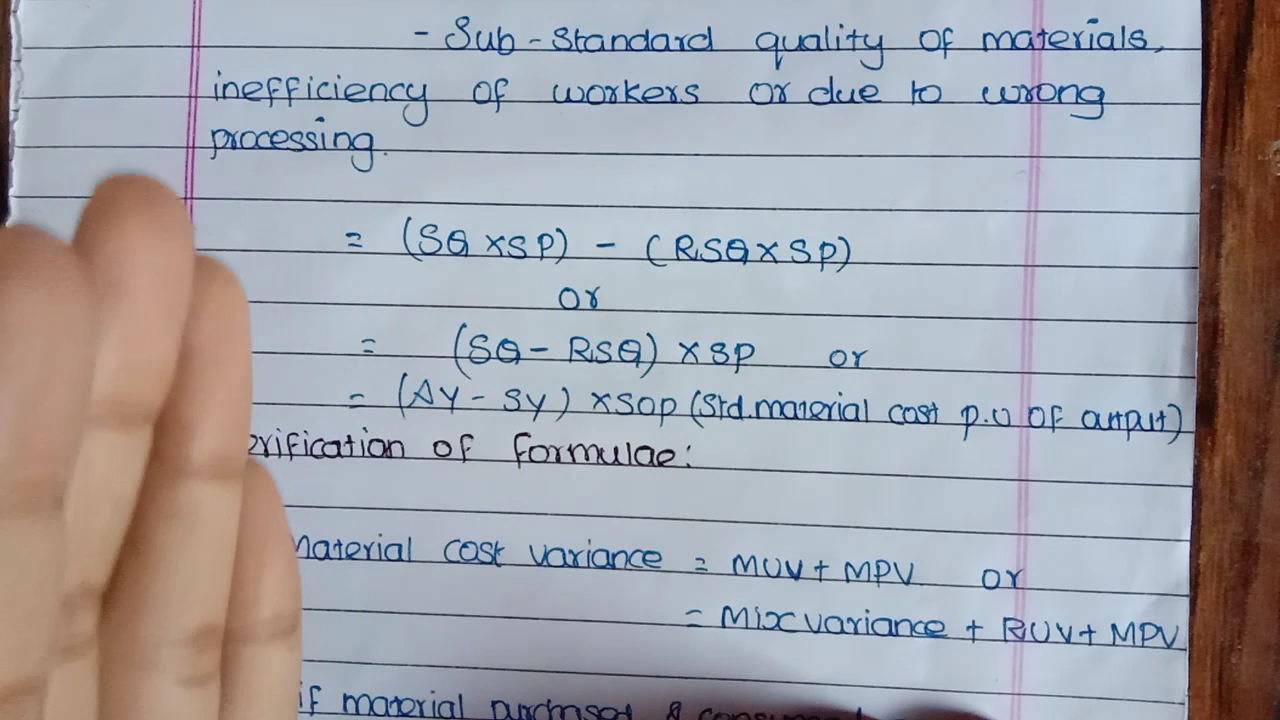 - Sub-standard quality of materials,
inefficiency of workers or due to wrong
processing.
= (SQ × SP) - (RSQ × SP)
or
= (SQ - RSQ) × SP or
= (AY - SY) × SOP (Std. material cost p.u of output)
erification of formulae:
Material cost variance = MUV + MPV or
= Mix variance + RUV + MPV
if material purchased &